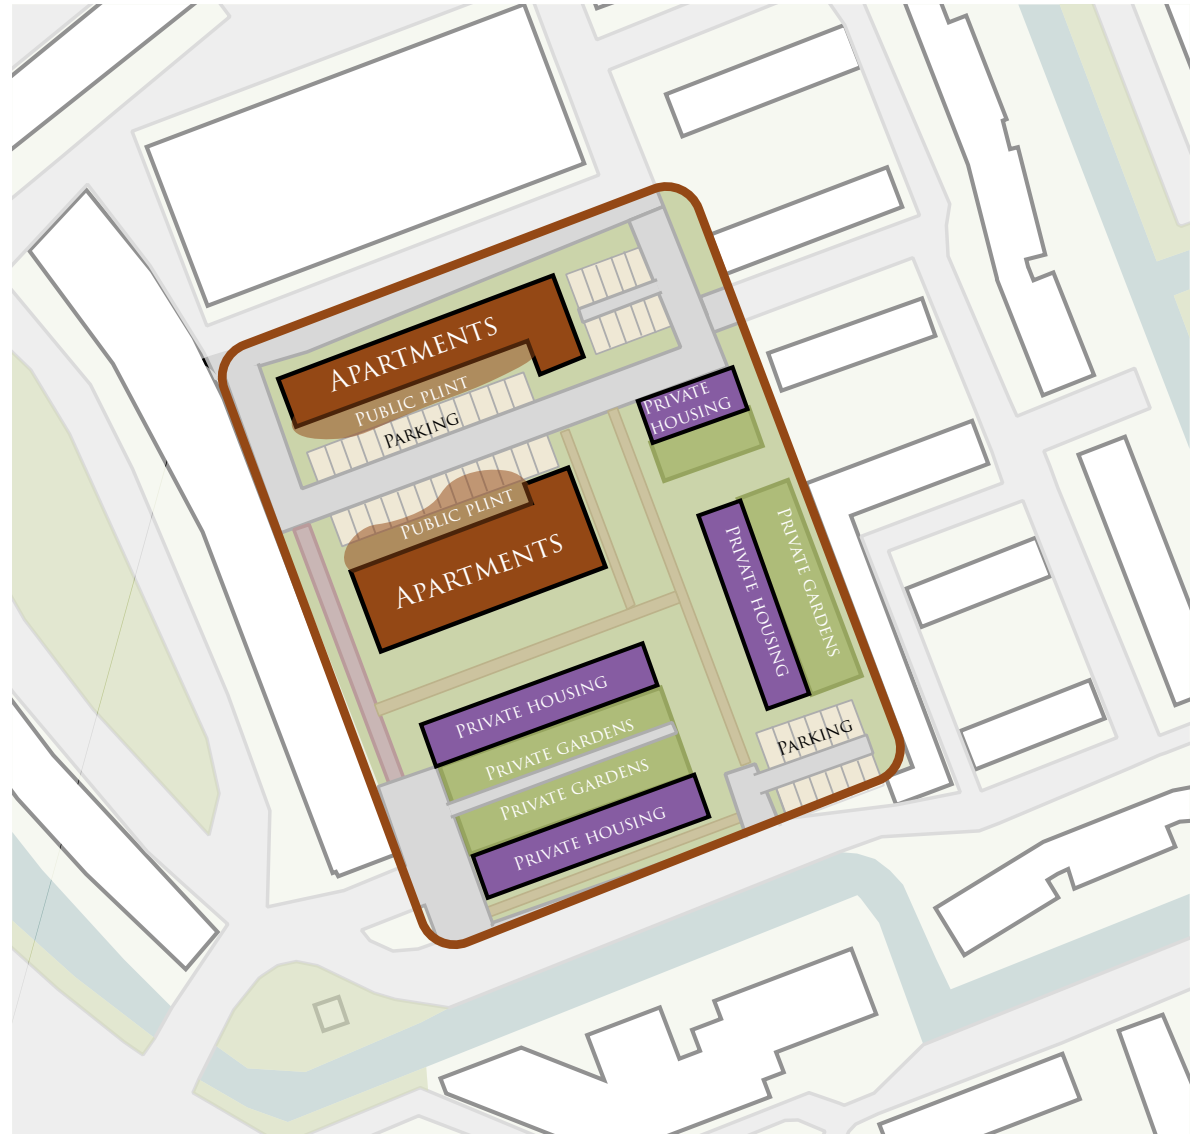 APARTMENTS
PUBLIC PLINT
PARKING
PRIVATE
HOUSING
PUBLIC PLINT
APARTMENTS
PRIVATE HOUSING
PRIVATE GARDENS
PRIVATE HOUSING
PRIVATE GARDENS
PRIVATE GARDENS
PRIVATE HOUSING
PARKING